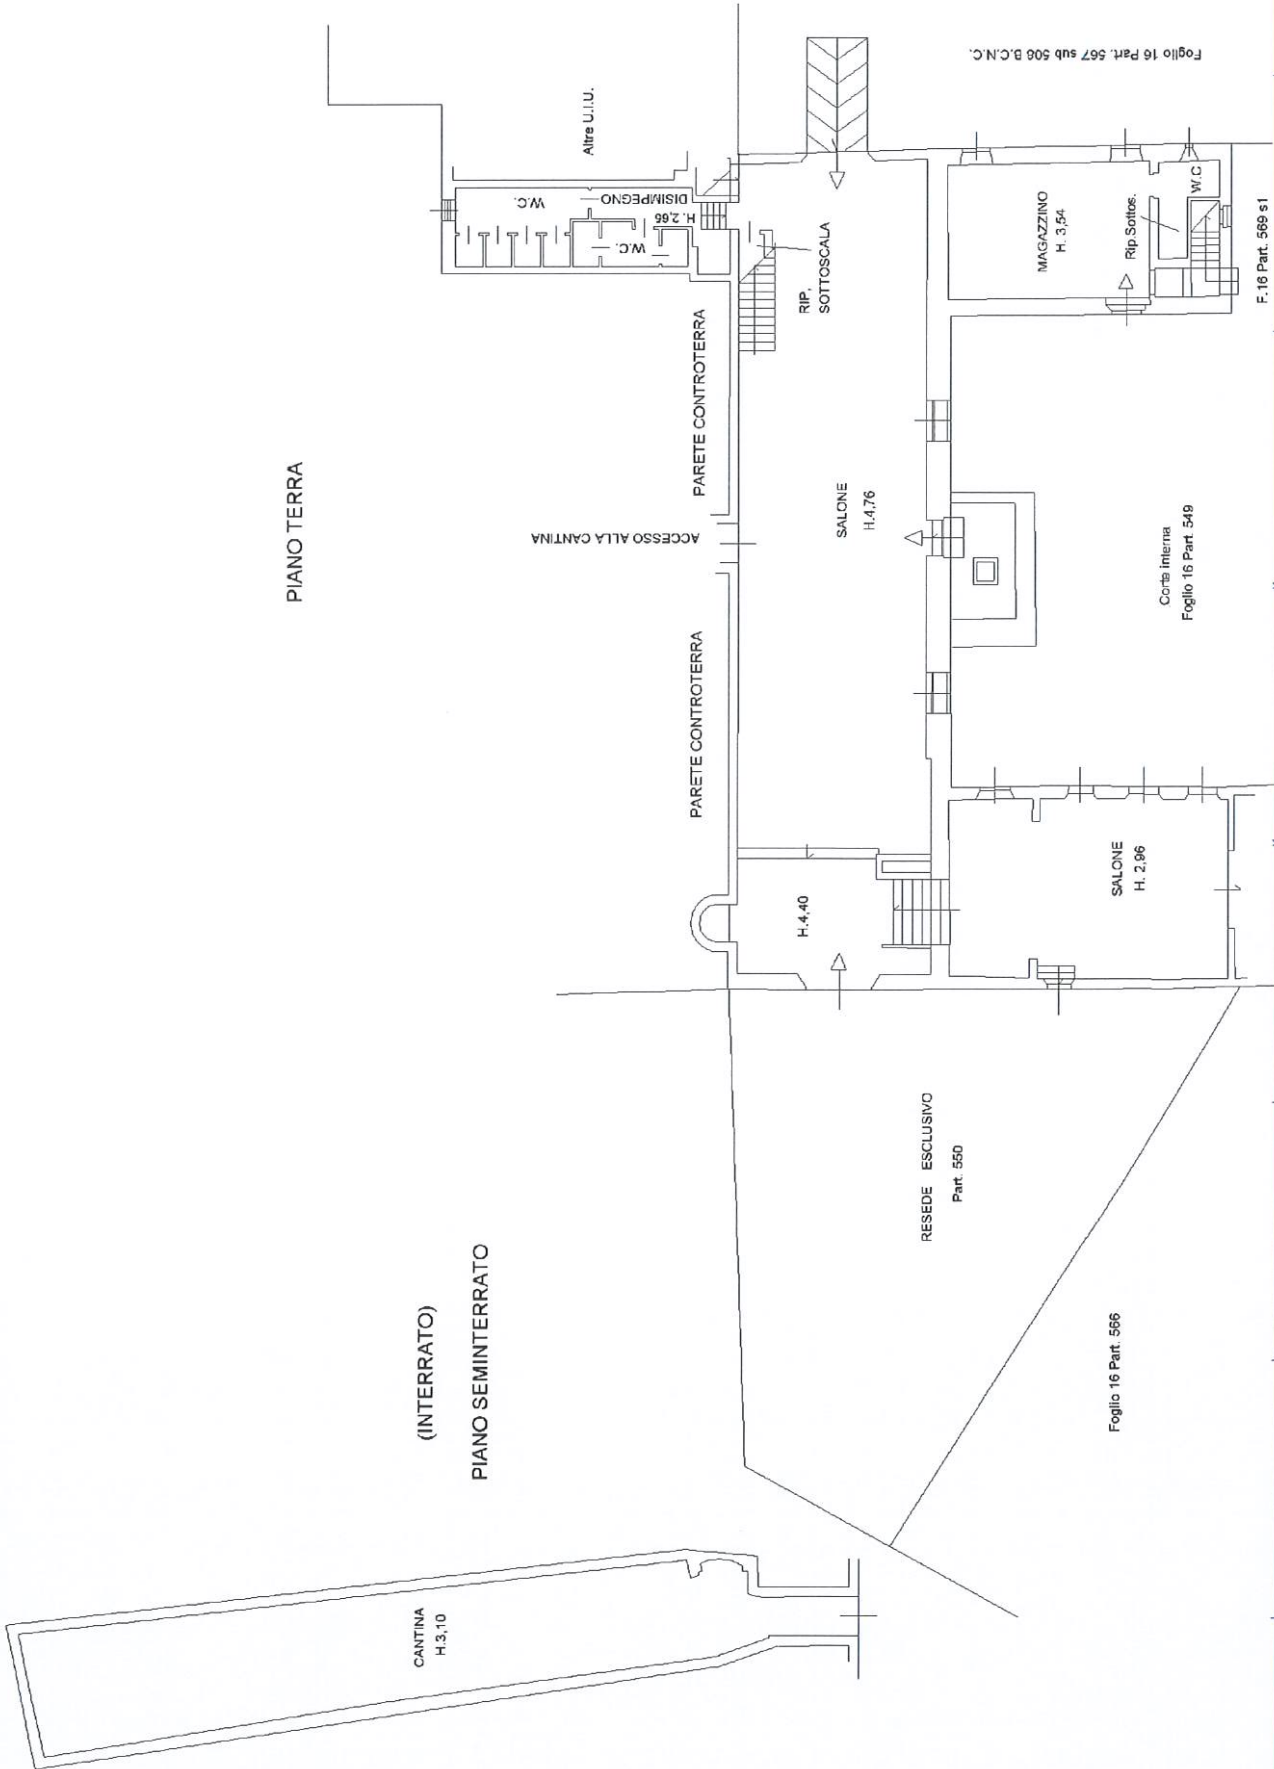 PIANO TERRA
Altre U.I.U.
W.C.
DISIMPEGNO
H. 2,65
W.C.
Foglio 16 Part. 567 sub 506 B.C.N.C.
RIP.
SOTTOSCALA
PARETE CONTROTERRA
ACCESSO ALLA CANTINA
PARETE CONTROTERRA
SALONE
H.4,76
MAGAZZINO
H. 3,54
Rip.Sottos.
W.C
F.16 Part. 569 s1
Corte interna
Foglio 16 Part. 549
H.4,40
SALONE
H. 2,96
RESEDE ESCLUSIVO
Part. 550
Foglio 16 Part. 566
(INTERRATO)
PIANO SEMINTERRATO
CANTINA
H.3,10